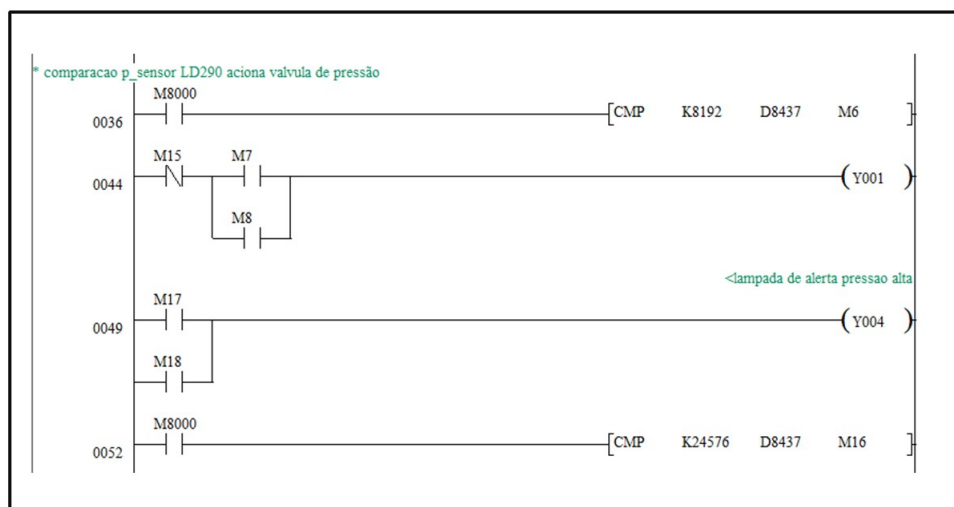 * comparacao p_sensor LD290 aciona valvula de pressão
M8000
0036 [CMP K8192 D8437 M6 ]
M15 M7
0044 (Y001 )
M8
<lampada de alerta pressao alta
M17
0049 (Y004 )
M18
M8000
0052 [CMP K24576 D8437 M16 ]